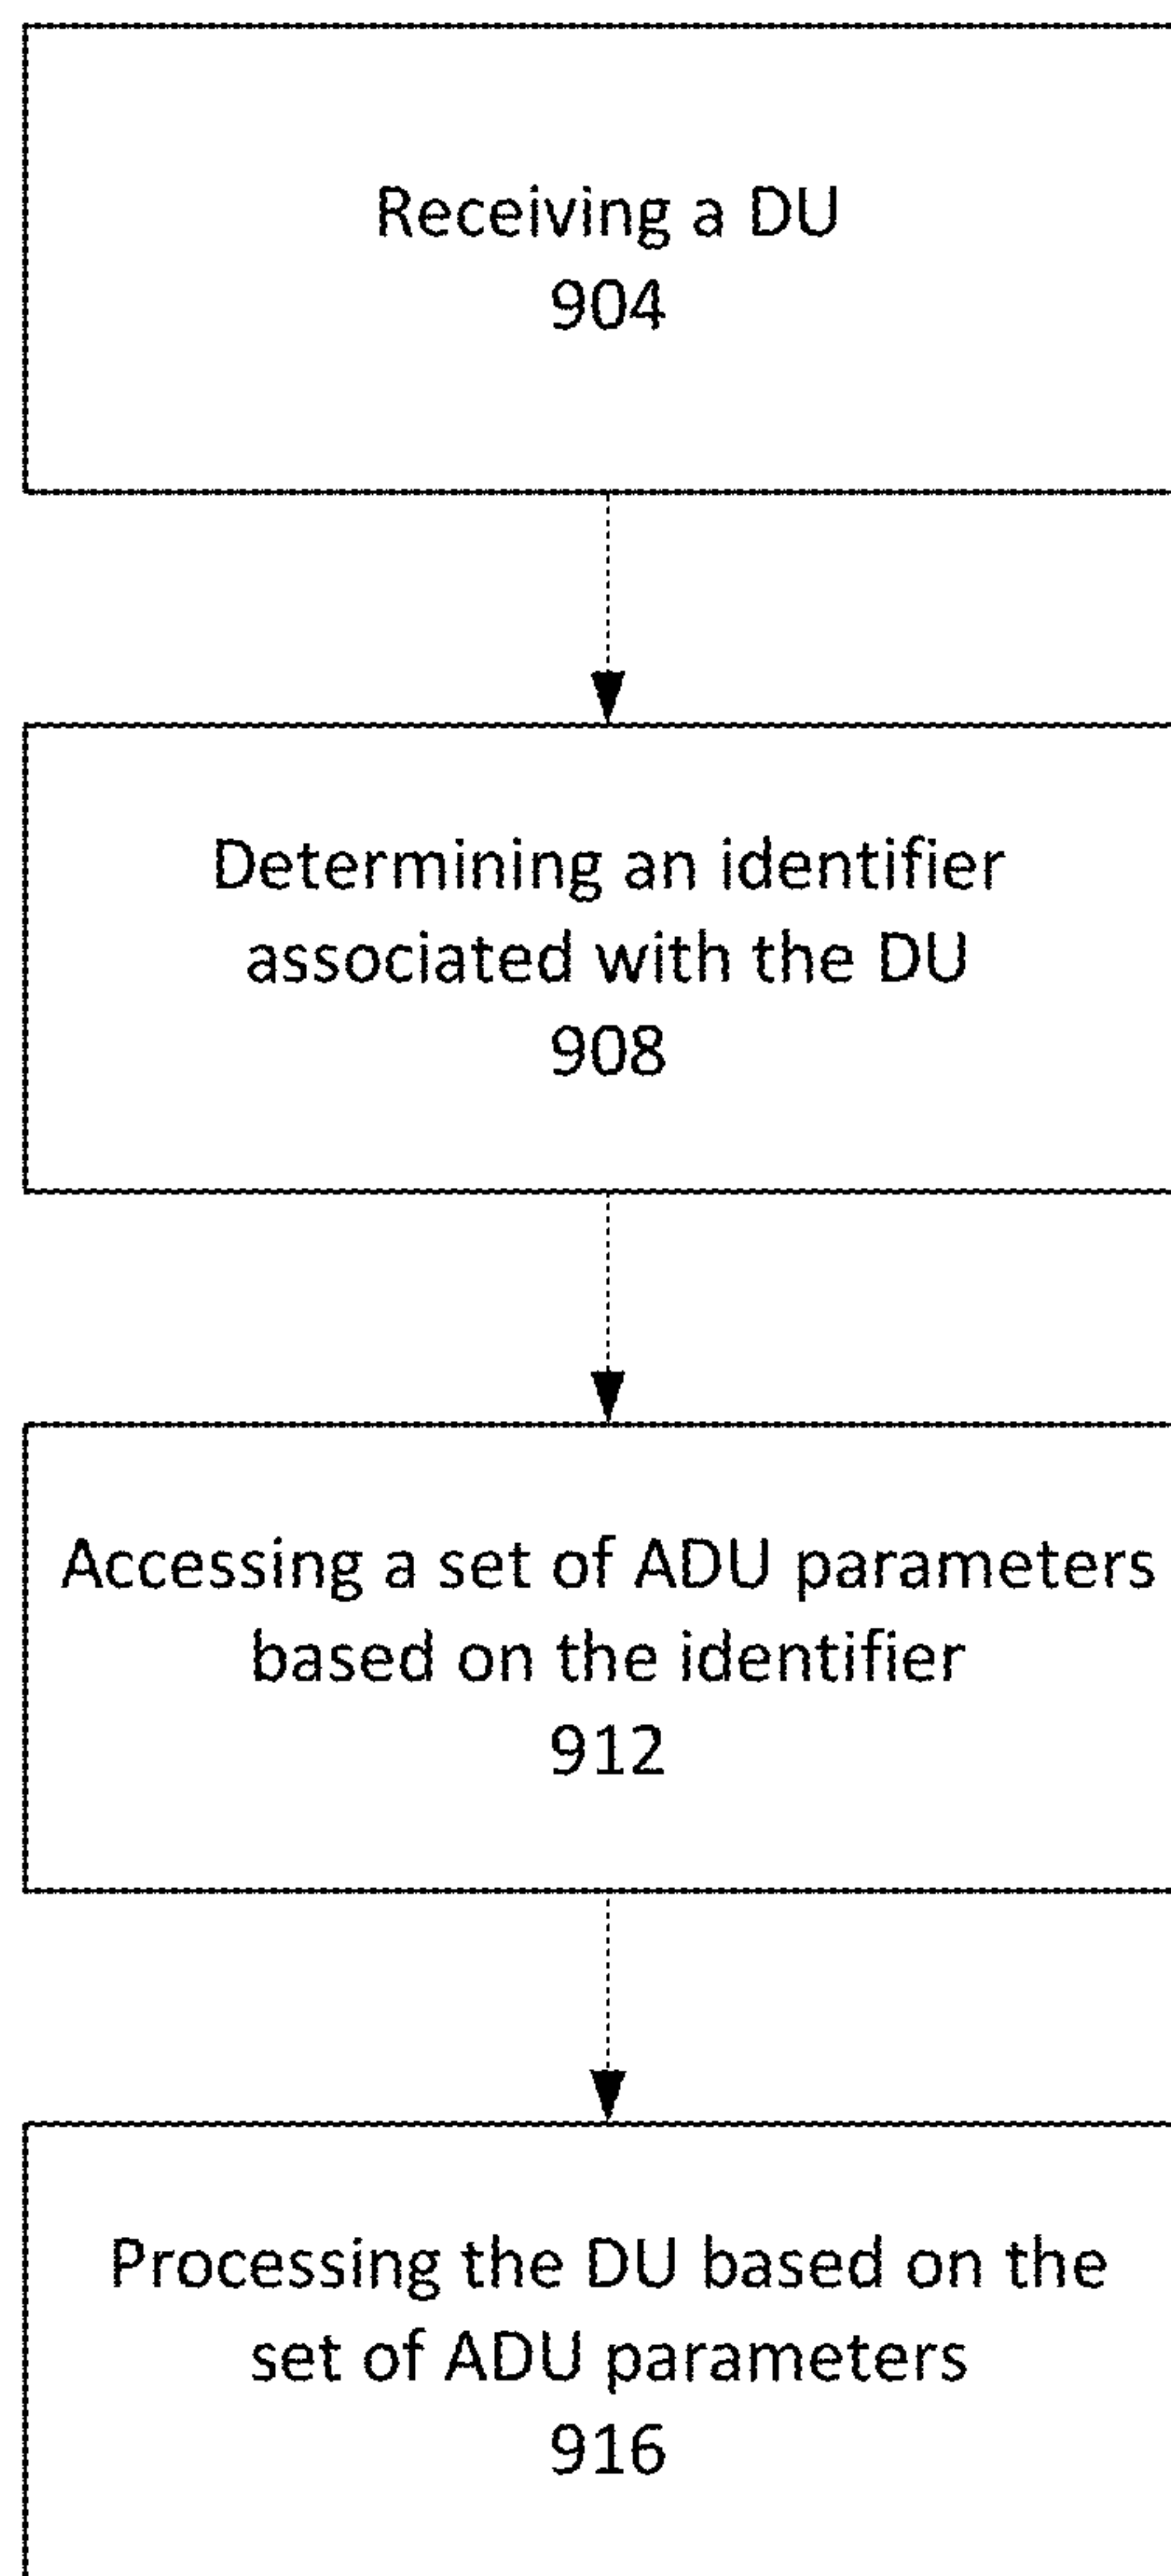 Receiving a DU
904
Determining an identifier
associated with the DU
908
Accessing a set of ADU parameters
based on the identifier
912
Processing the DU based on the
set of ADU parameters
916